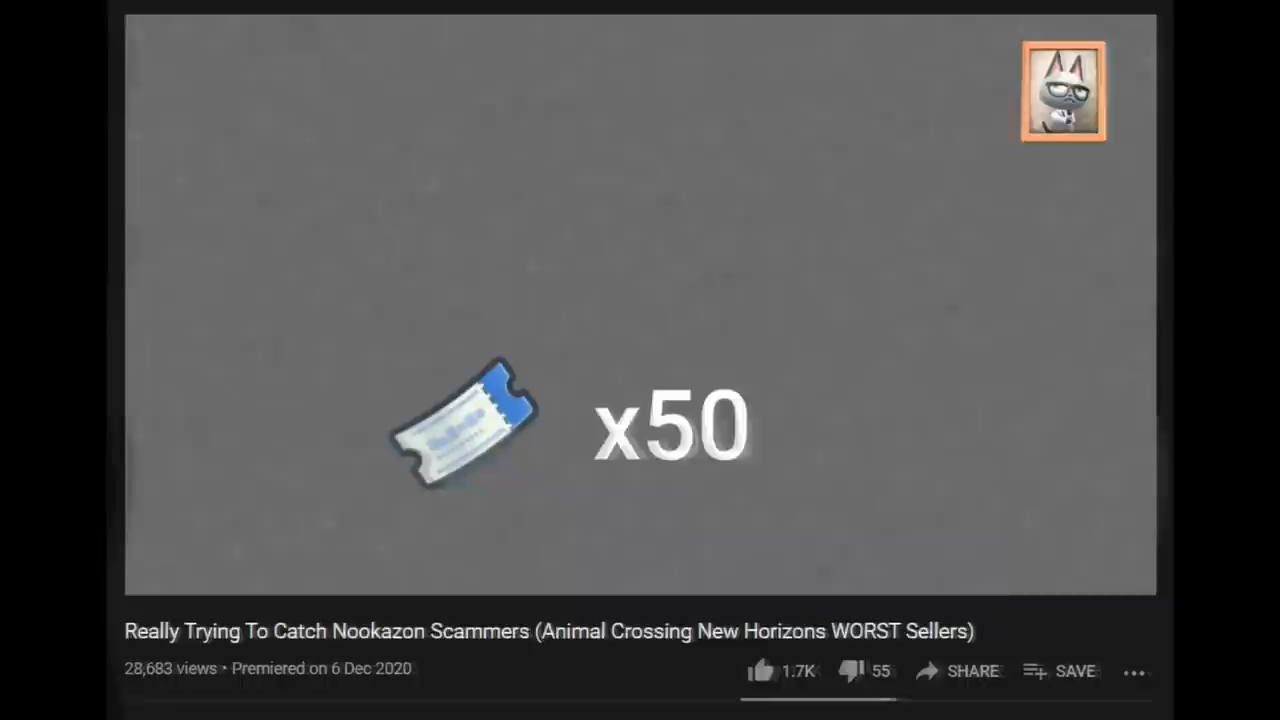 x50
Really Trying To Catch Nookazon Scammers (Animal Crossing New Horizons WORST Sellers)
28,683 views • Premiered on 6 Dec 2020
1.7K 55 SHARE SAVE